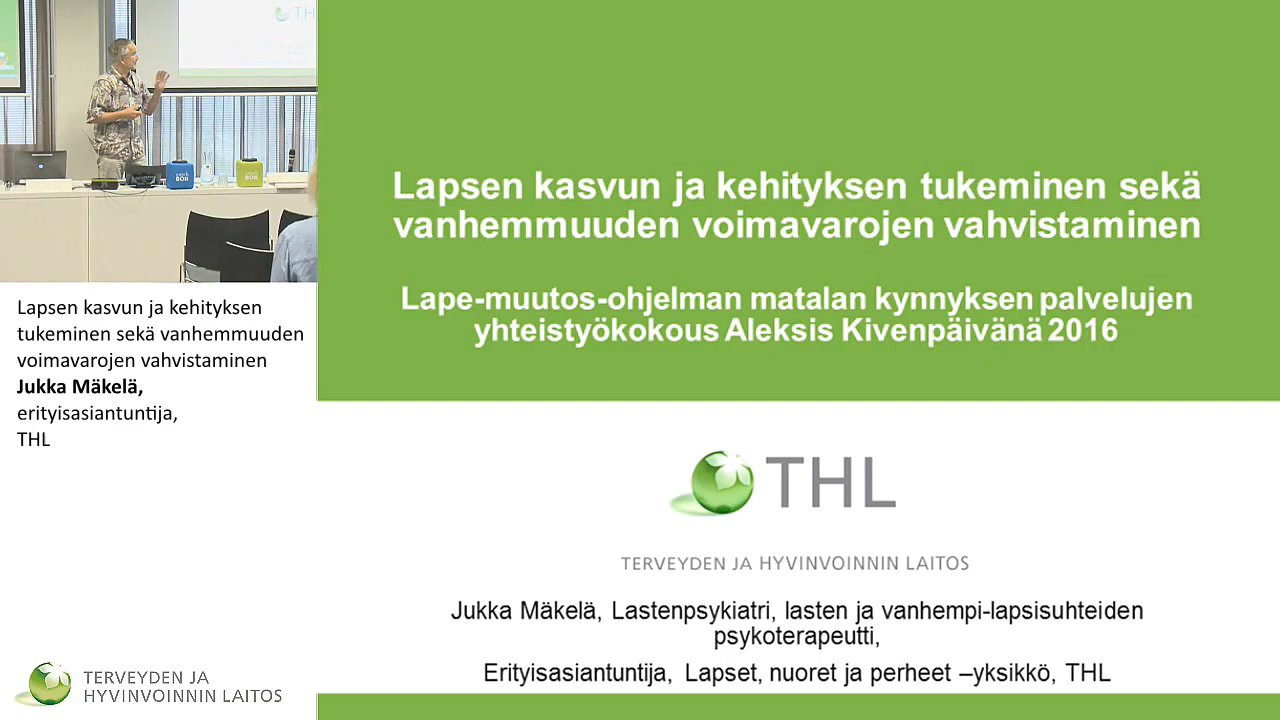 TH
Lapsen kasvun ja kehityksen
tukeminen sekä vanhemmuuden
voimavarojen vahvistaminen
Jukka Mäkelä,
erityisasiantuntija,
THL
TERVEYDEN JA
HYVINVOINNIN LAITOS
Lapsen kasvun ja kehityksen tukeminen sekä
vanhemmuuden voimavarojen vahvistaminen
Lape-muutos-ohjelman matalan kynnyksen palvelujen
yhteistyökokous Aleksis Kivenpäivänä 2016
THL
TERVEYDEN JA HYVINVOINNIN LAITOS
Jukka Mäkelä, Lastenpsykiatri, lasten ja vanhempi-lapsisuhteiden
psykoterapeutti,
Erityisasiantuntija, Lapset, nuoret ja perheet –yksikkö, THL